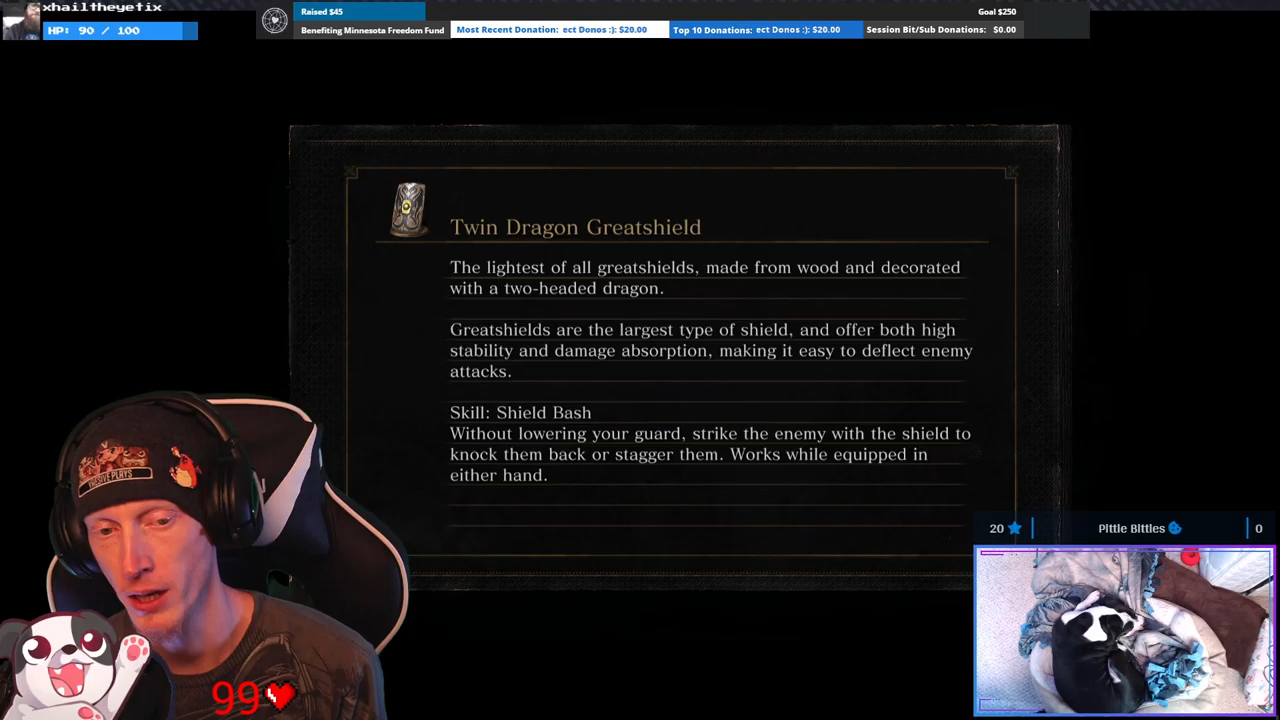 xhailtheyetix
HP: 90 / 100
Raised $45
Goal $250
Benefiting Minnesota Freedom Fund
Most Recent Donation: ect Donos :): $20.00
Top 10 Donations: ect Donos :): $20.00
Session Bit/Sub Donations: $0.00
Twin Dragon Greatshield
The lightest of all greatshields, made from wood and decorated
with a two-headed dragon.
Greatshields are the largest type of shield, and offer both high
stability and damage absorption, making it easy to deflect enemy
attacks.
Skill: Shield Bash
Without lowering your guard, strike the enemy with the shield to
knock them back or stagger them. Works while equipped in
either hand.
20
Pittie Bitties
0
99